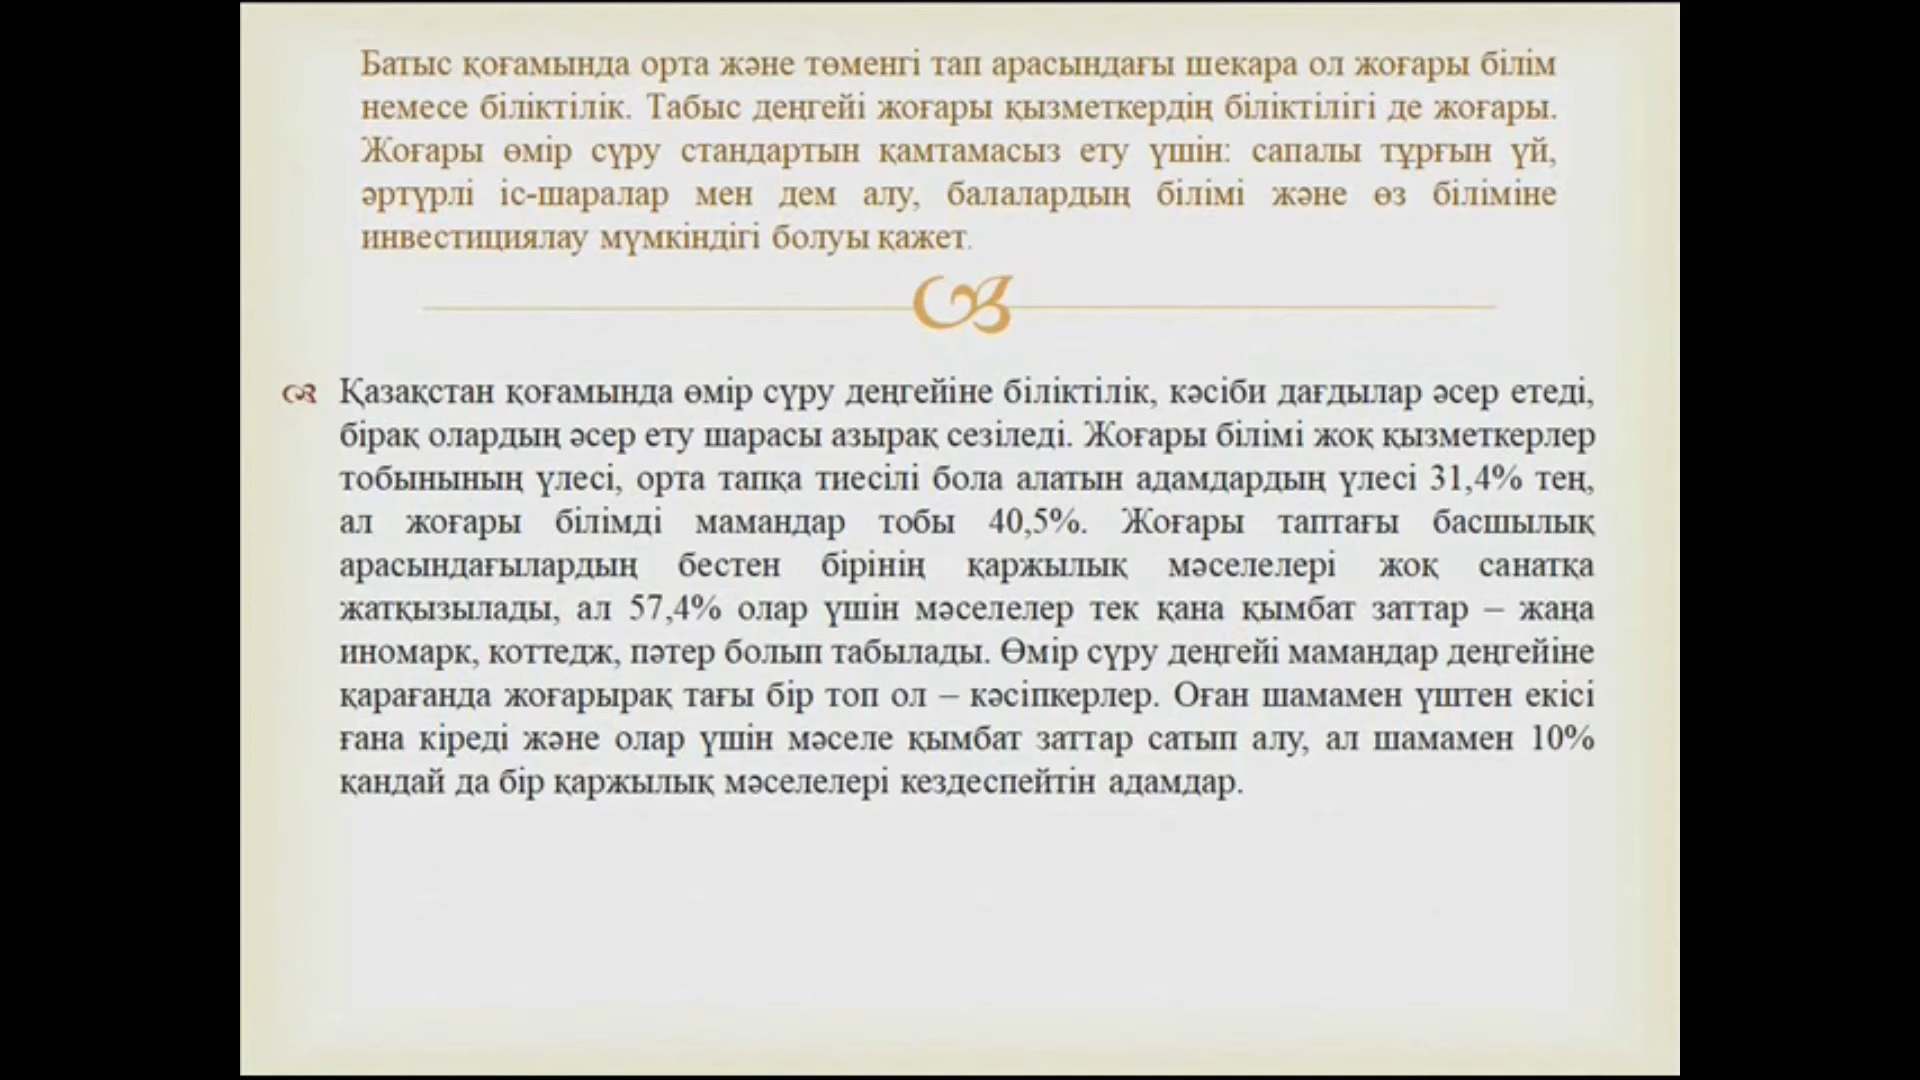 Батыс қоғамында орта және төменгі тап арасындағы шекара ол жоғары білім
немесе біліктілік. Табыс деңгейі жоғары қызметкердің біліктілігі де жоғары.
Жоғары өмір сүру стандартын қамтамасыз ету үшін: сапалы тұрғын үй,
әртүрлі іс-шаралар мен дем алу, балалардың білімі және өз біліміне
инвестициялау мүмкіндігі болуы қажет.
Қазақстан қоғамында өмір сүру деңгейіне біліктілік, кәсіби дағдылар әсер етеді,
бірақ олардың әсер ету шарасы азырақ сезіледі. Жоғары білімі жоқ қызметкерлер
тобынының үлесі, орта тапқа тиесілі бола алатын адамдардың үлесі 31,4% тең,
ал жоғары білімді мамандар тобы 40,5%. Жоғары таптағы басшылық
арасындағылардың бестен бірінің қаржылық мәселелері жоқ санатқа
жатқызылады, ал 57,4% олар үшін мәселелер тек қана қымбат заттар – жаңа
иномарк, коттедж, пәтер болып табылады. Өмір сүру деңгейі мамандар деңгейіне
қарағанда жоғарырақ тағы бір топ ол – кәсіпкерлер. Оған шамамен үштен екісі
ғана кіреді және олар үшін мәселе қымбат заттар сатып алу, ал шамамен 10%
қандай да бір қаржылық мәселелері кездеспейтін адамдар.